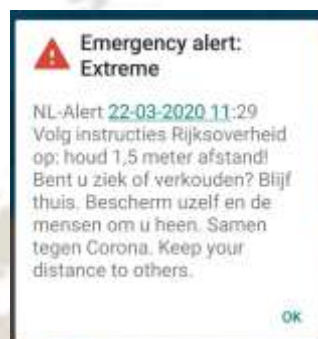 Emergency alert:
Extreme
NL-Alert 22-03-2020 11:29
Volg instructies Rijksoverheid
op: houd 1,5 meter afstand!
Bent u ziek of verkouden? Blijf
thuis. Bescherm uzelf en de
mensen om u heen. Samen
tegen Corona. Keep your
distance to others.
OK